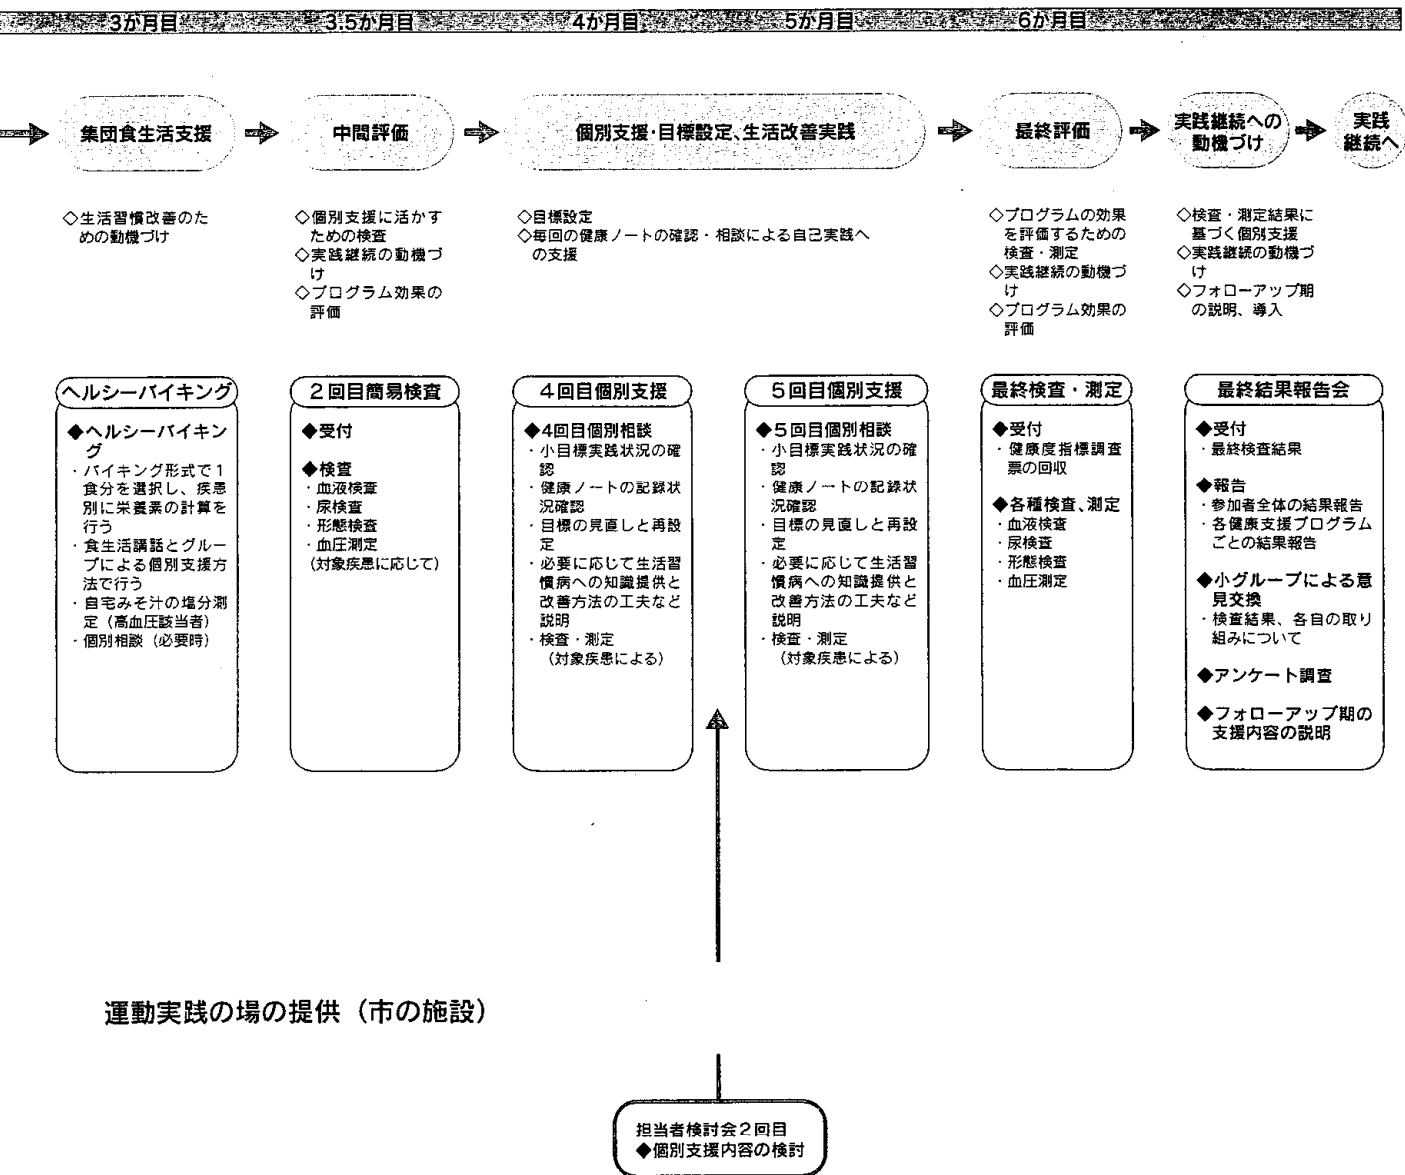 3か月目 3.5か月目 4か月目 5か月目 6か月目
集団食生活支援
中間評価
個別支援・目標設定、生活改善実践
最終評価
実践継続への
動機づけ
実践
継続へ
◇生活習慣改善のた
めの動機づけ
◇個別支援に活かす
ための検査
◇実践継続の動機づ
け
◇プログラム効果の
評価
◇目標設定
◇毎回の健康ノートの確認・相談による自己実践へ
の支援
◇プログラムの効果
を評価するための
検査・測定
◇実践継続の動機づ
け
◇プログラム効果の
評価
◇検査・測定結果に
基づく個別支援
◇実践継続の動機づ
け
◇フォローアップ期
の説明、導入
ヘルシーバイキング
◆ヘルシーバイキン
グ
・バイキング形式で１
食分を選択し、疾患
別に栄養素の計算を
行う
・食生活講話とグルー
プによる個別支援方
法で行う
・自宅みそ汁の塩分測
定（高血圧該当者）
・個別相談（必要時）
２回目簡易検査
◆受付
◆検査
・血液検査
・尿検査
・形態検査
・血圧測定
（対象疾患に応じて）
４回目個別支援
◆4回目個別相談
・小目標実践状況の確
認
・健康ノートの記録状
況確認
・目標の見直しと再設
定
・必要に応じて生活習
慣病への知識提供と
改善方法の工夫など
説明
・検査・測定
（対象疾患による）
５回目個別支援
◆５回目個別相談
・小目標実践状況の確
認
・健康ノートの記録状
況確認
・目標の見直しと再設
定
・必要に応じて生活習
慣病への知識提供と
改善方法の工夫など
説明
・検査・測定
（対象疾患による）
最終検査・測定
◆受付
・健康度指標調査
票の回収
◆各種検査、測定
・血液検査
・尿検査
・形態検査
・血圧測定
最終結果報告会
◆受付
・最終検査結果
◆報告
・参加者全体の結果報告
・各健康支援プログラム
ごとの結果報告
◆小グループによる意
見交換
・検査結果、各自の取り
組みについて
◆アンケート調査
◆フォローアップ期の
支援内容の説明
運動実践の場の提供（市の施設）
担当者検討会２回目
◆個別支援内容の検討